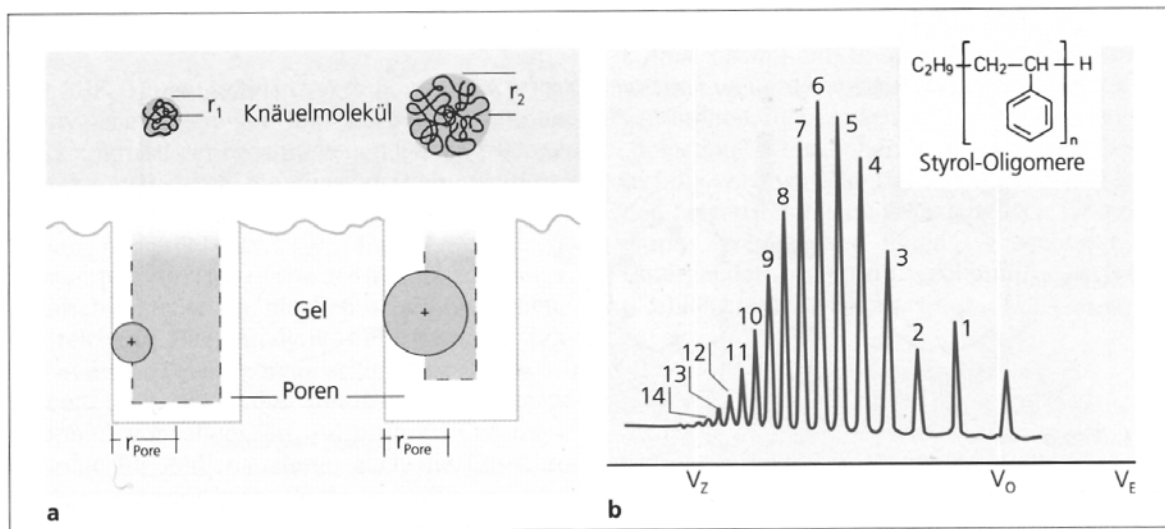 r1
Knäuelmolekül
r2
Gel
Poren
rPore
rPore
a
C2H9
CH2
CH
H
n
Styrol-Oligomere
6
7
5
4
8
3
9
10
12
11
13
2
1
14
VZ
VO
VE
b